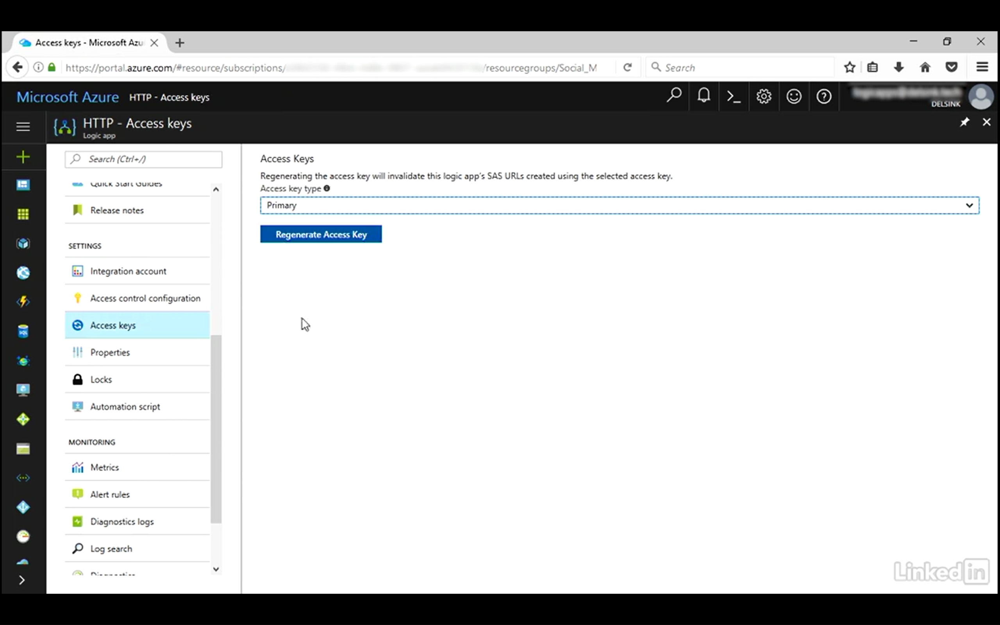 Access keys - Microsoft Azu
https://portal.azure.com/#resource/subscriptions/ /resourcegroups/Social_M
Search
Microsoft Azure HTTP - Access keys
DELSINK
HTTP - Access keys
Logic app
Search (Ctrl+/)
Quick Start Guides
Release notes
SETTINGS
Integration account
Access control configuration
Access keys
Properties
Locks
Automation script
MONITORING
Metrics
Alert rules
Diagnostics logs
Log search
Diagnostics
Access Keys
Regenerating the access key will invalidate this logic app's SAS URLs created using the selected access key.
Access key type
Primary
Regenerate Access Key
SQL
Linked in